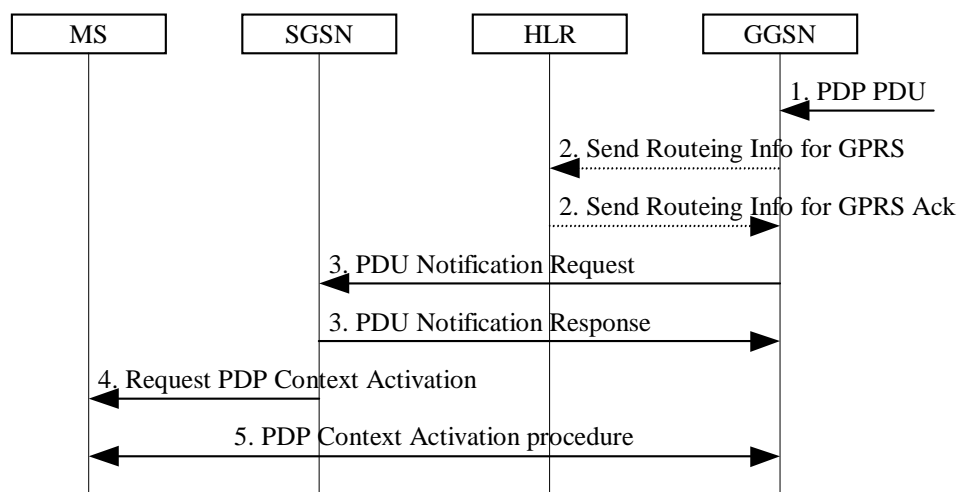 MS SGSN HLR GGSN
1. PDP PDU
2. Send Routeing Info for GPRS
2. Send Routeing Info for GPRS Ack
3. PDU Notification Request
3. PDU Notification Response
4. Request PDP Context Activation
5. PDP Context Activation procedure